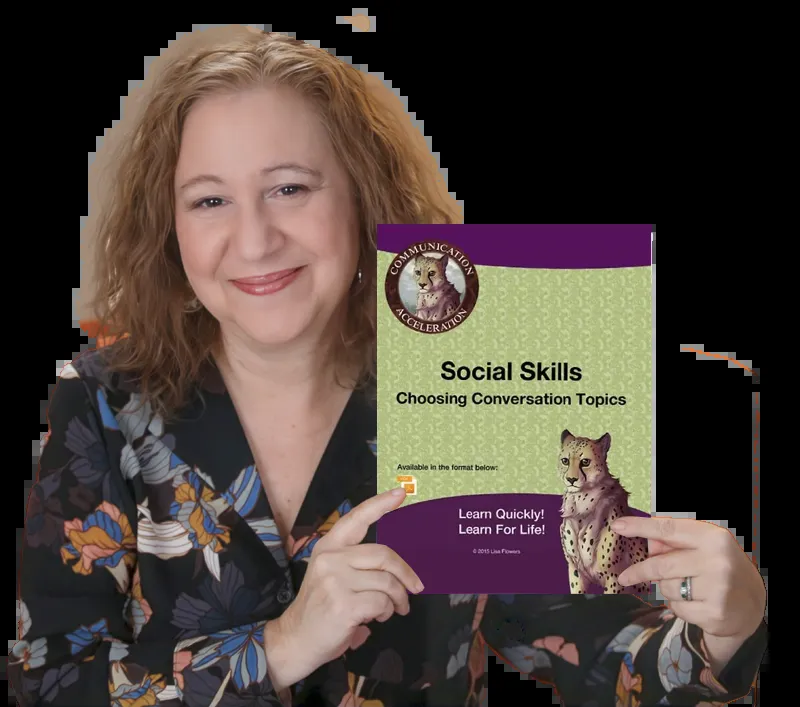 COMMUNICATION
ACCELERATION
Social Skills
Choosing Conversation Topics
Available in the format below:
Learn Quickly!
Learn For Life!
© 2015 Lisa Flowers